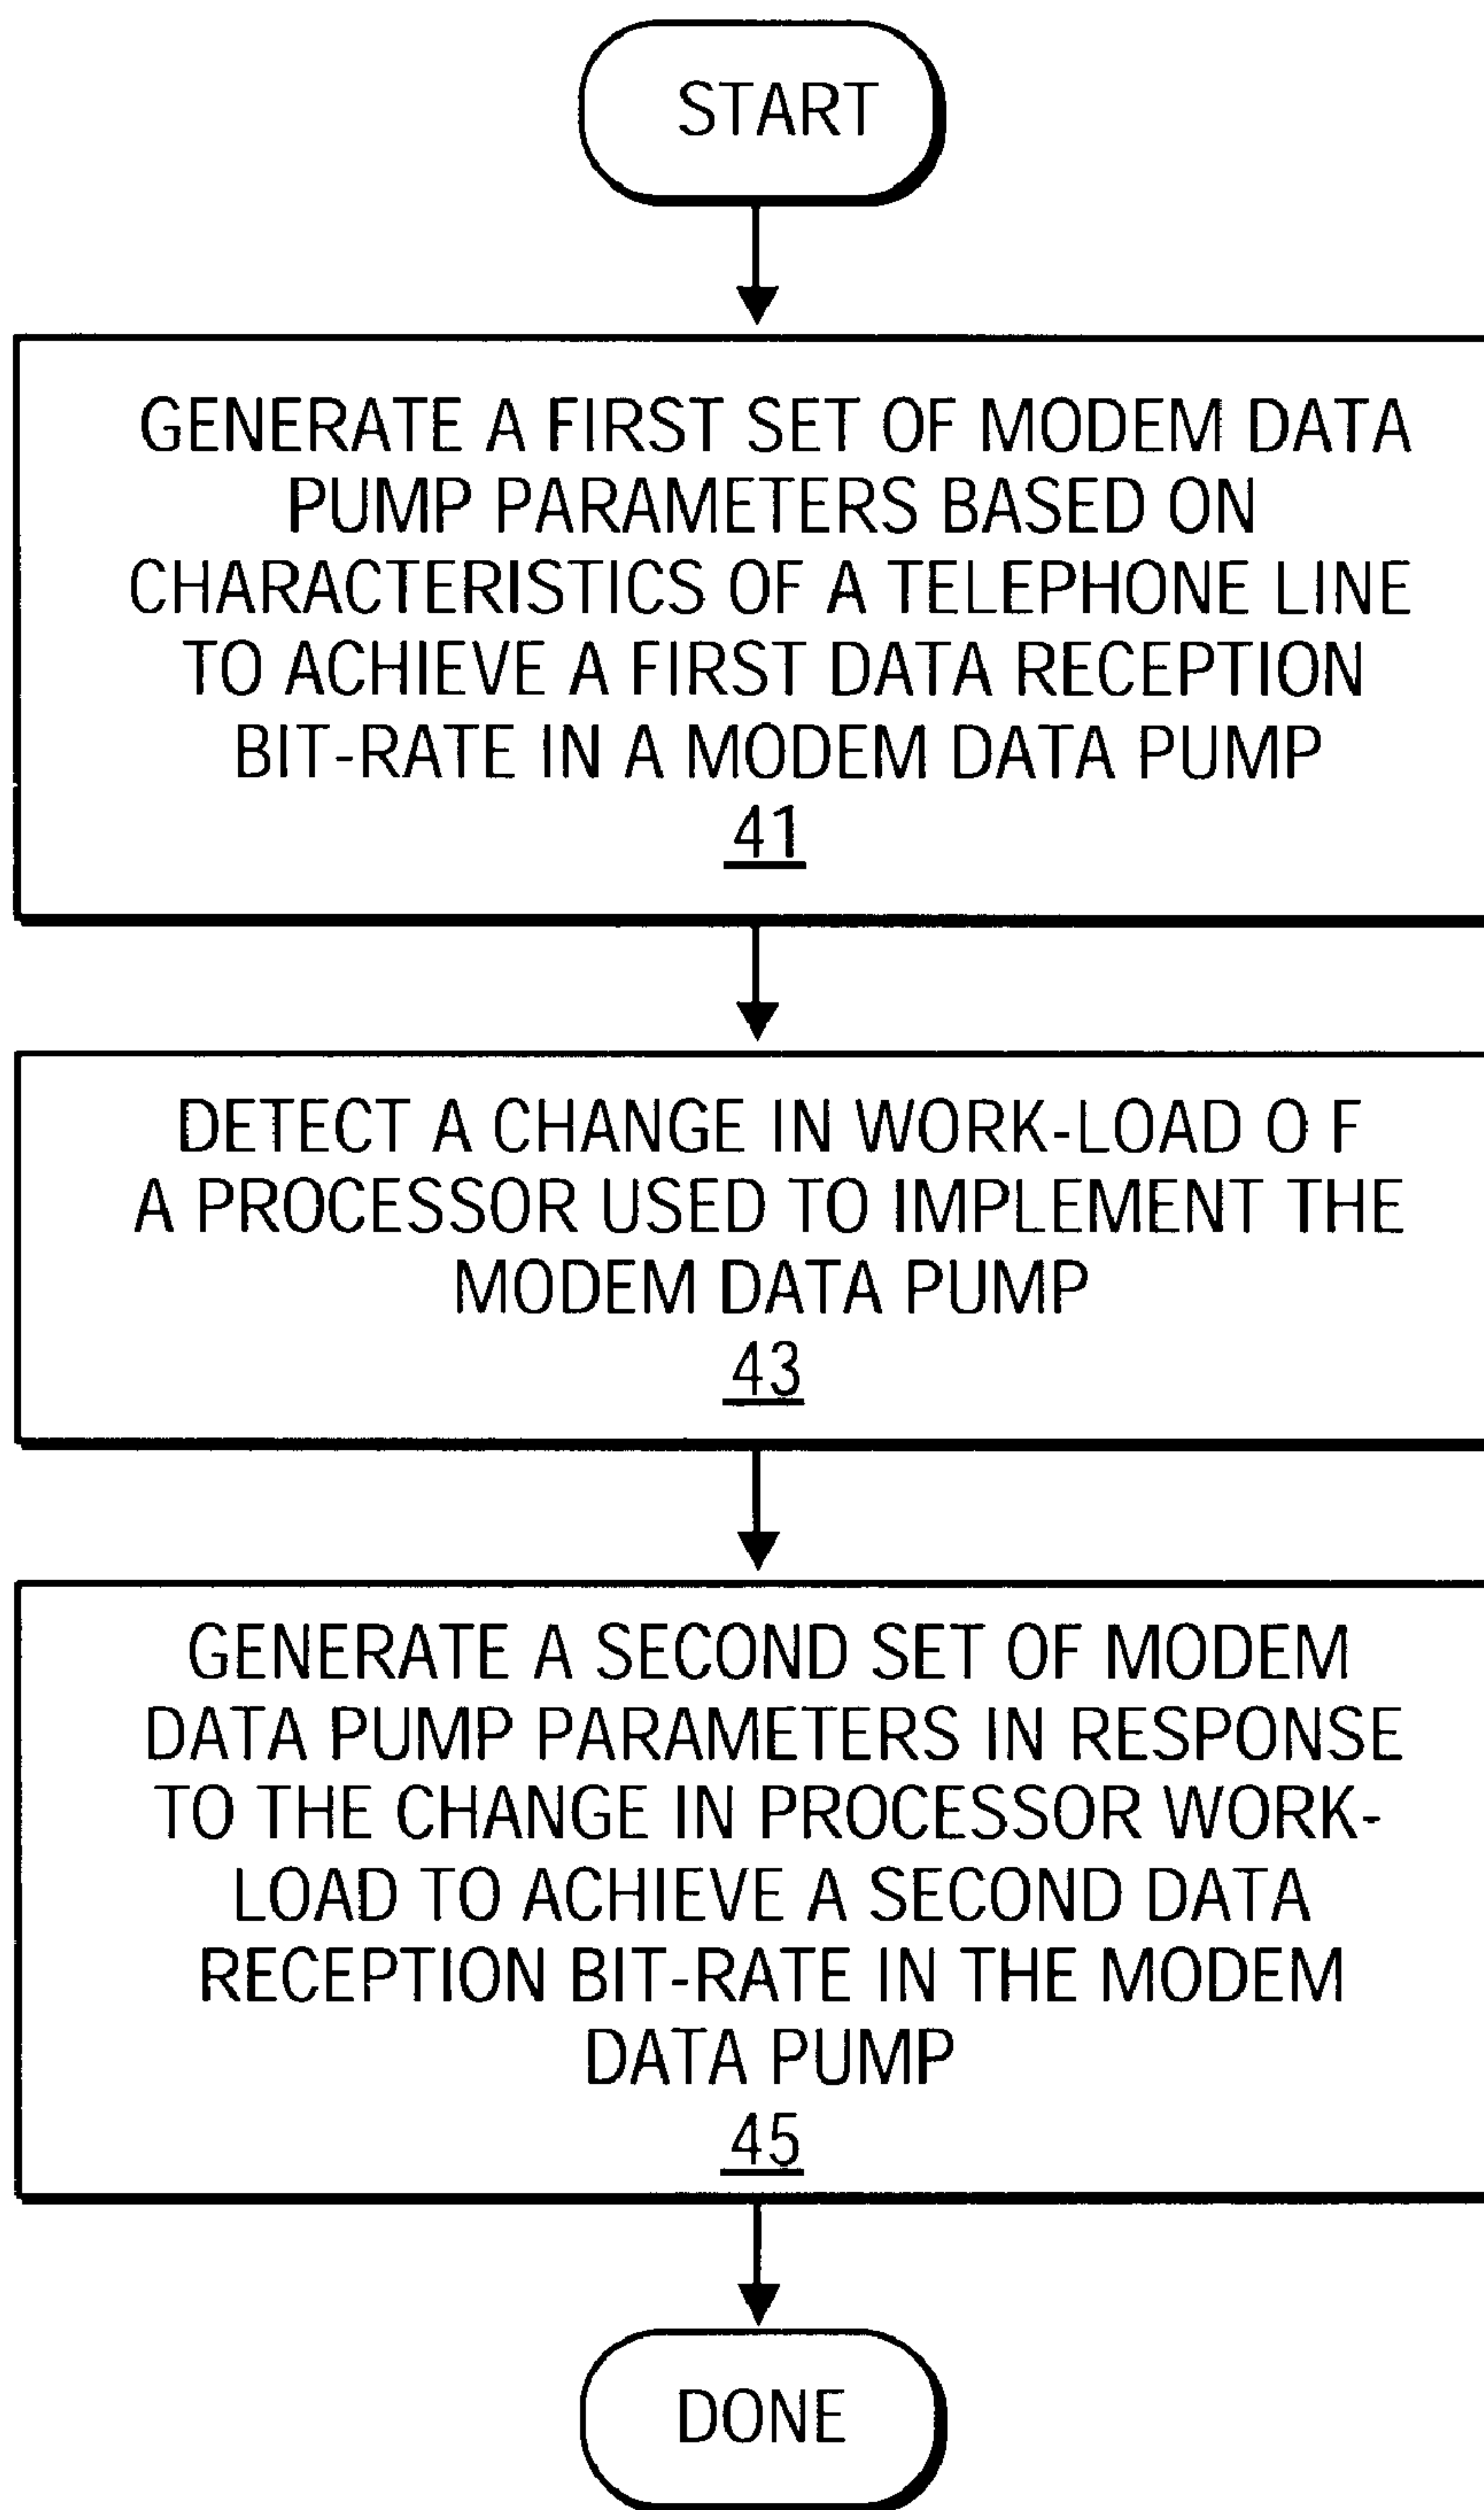 START
GENERATE A FIRST SET OF MODEM DATA
PUMP PARAMETERS BASED ON
CHARACTERISTICS OF A TELEPHONE LINE
TO ACHIEVE A FIRST DATA RECEPTION
BIT-RATE IN A MODEM DATA PUMP
41
DETECT A CHANGE IN WORK-LOAD O F
A PROCESSOR USED TO IMPLEMENT THE
MODEM DATA PUMP
43
GENERATE A SECOND SET OF MODEM
DATA PUMP PARAMETERS IN RESPONSE
TO THE CHANGE IN PROCESSOR WORK-
LOAD TO ACHIEVE A SECOND DATA
RECEPTION BIT-RATE IN THE MODEM
DATA PUMP
45
DONE